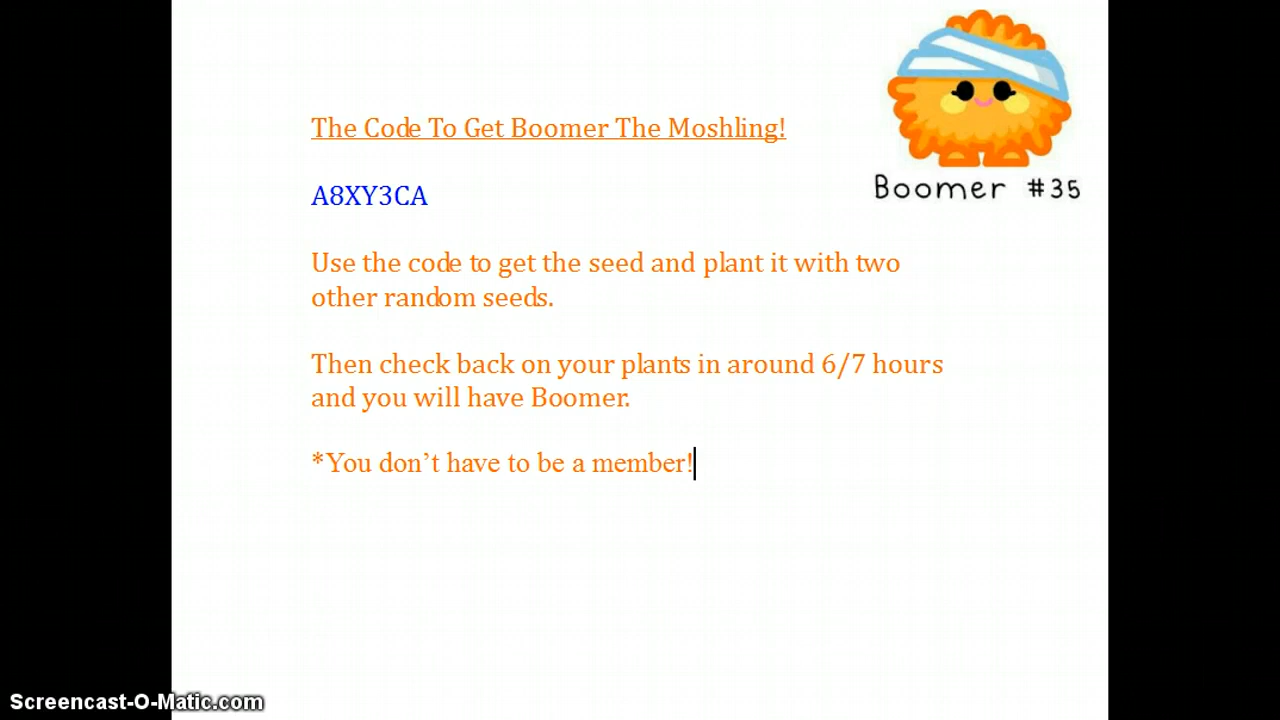 The Code To Get Boomer The Moshling!
A8XY3CA
Boomer #35
Use the code to get the seed and plant it with two
other random seeds.
Then check back on your plants in around 6/7 hours
and you will have Boomer.
*You don’t have to be a member!
Screencast-O-Matic.com